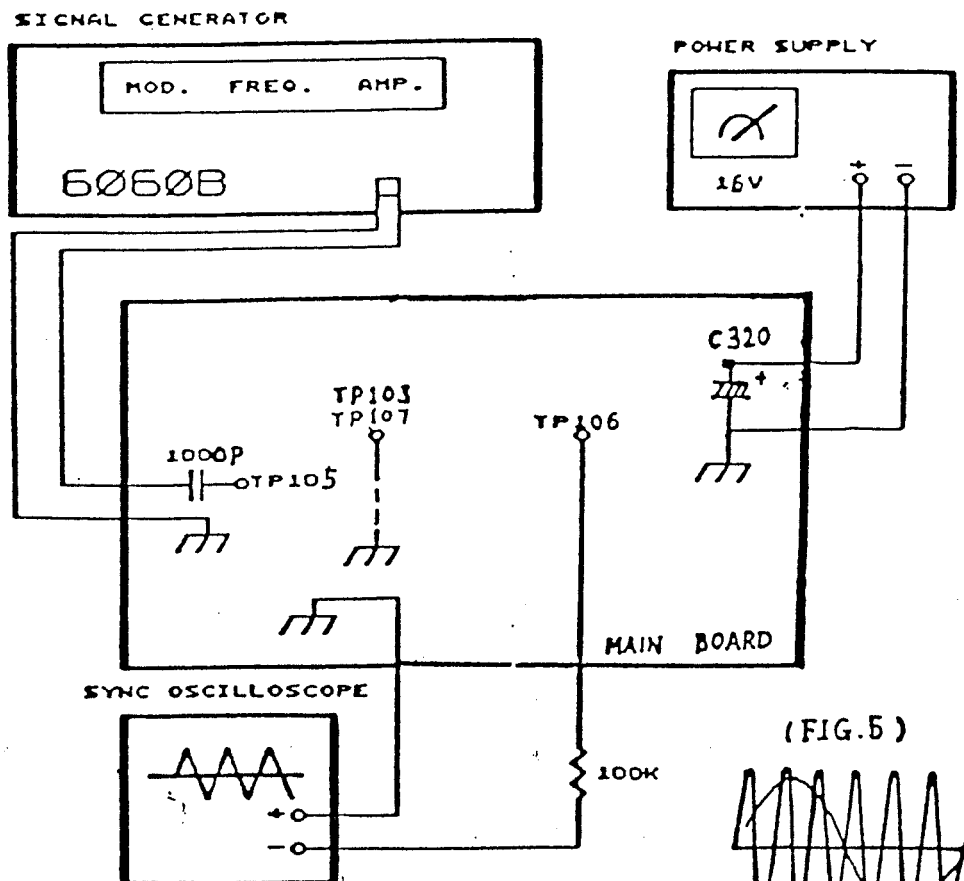 SIGNAL GENERATOR
MOD. FREQ. AMP.
6060B
POWER SUPPLY
16V
+ -
C320
+
TP103
TP107
TP106
1000P
TP105
MAIN BOARD
SYNC OSCILLOSCOPE
+
-
100K
(FIG.5)